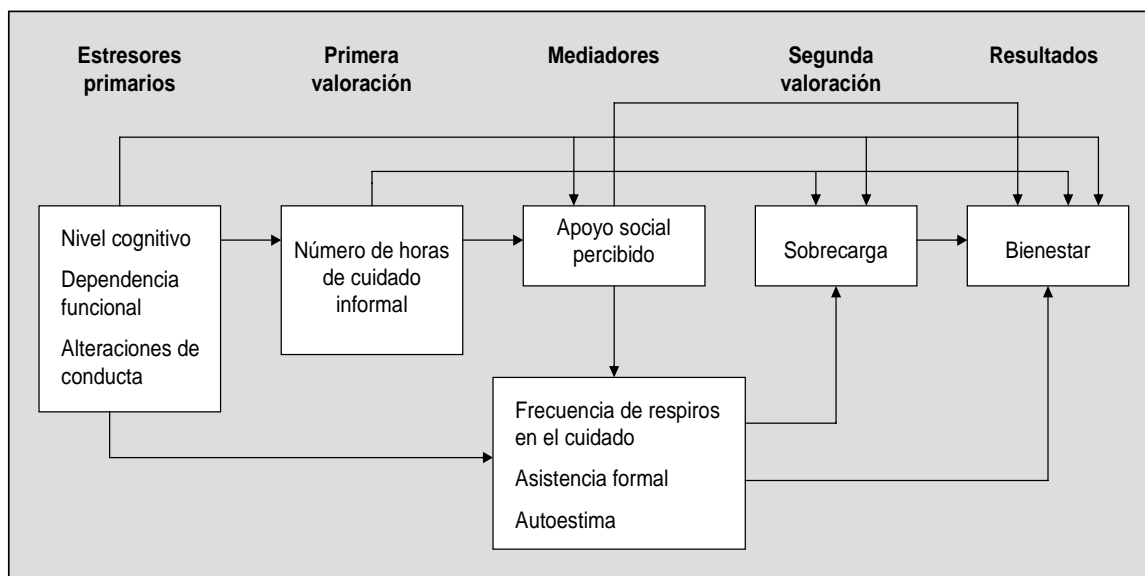 Estresores
primarios
Primera
valoración
Mediadores
Segunda
valoración
Resultados
Nivel cognitivo
Dependencia
funcional
Alteraciones de
conducta
Número de horas
de cuidado
informal
Apoyo social
percibido
Sobrecarga
Bienestar
Frecuencia de respiros
en el cuidado
Asistencia formal
Autoestima